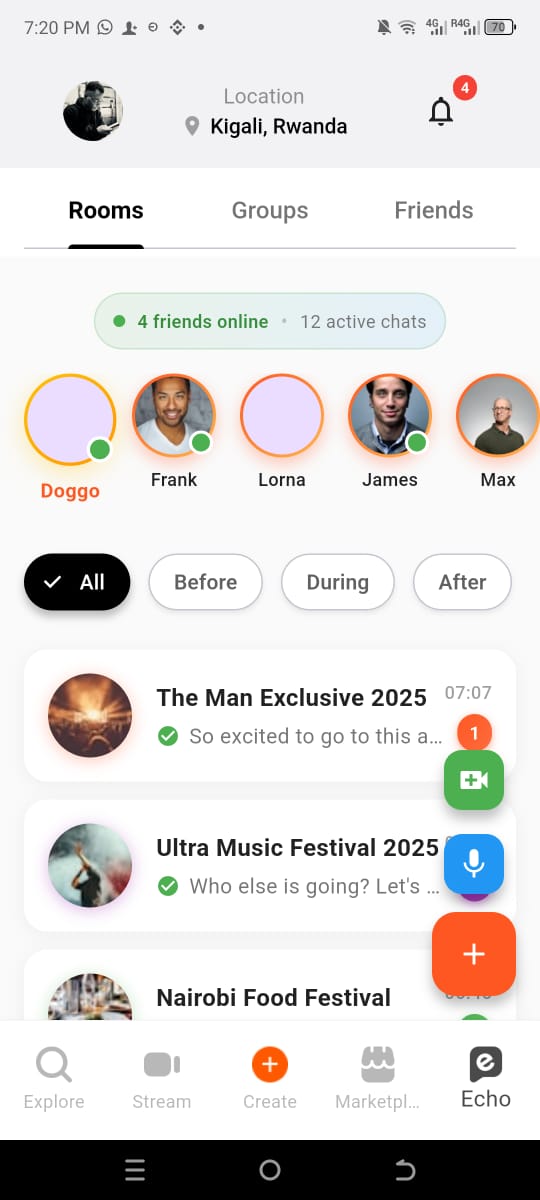 7:20 PM
4G R4G 70
4
Location
Kigali, Rwanda
Rooms Groups Friends
4 friends online • 12 active chats
Doggo Frank Lorna James Max
All Before During After
The Man Exclusive 2025 07:07
So excited to go to this a... 1
Ultra Music Festival 2025
Who else is going? Let's ...
Nairobi Food Festival
Explore Stream Create Marketpl... Echo